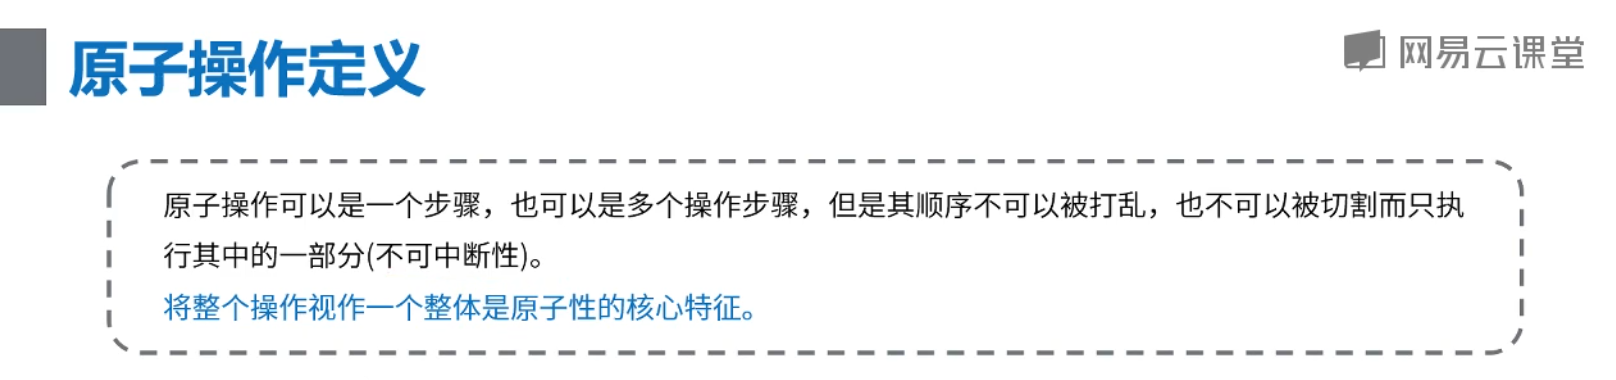 原子操作定义
网易云课堂
原子操作可以是一个步骤，也可以是多个操作步骤，但是其顺序不可以被打乱，也不可以被切割而只执
行其中的一部分(不可中断性)。
将整个操作视作一个整体是原子性的核心特征。